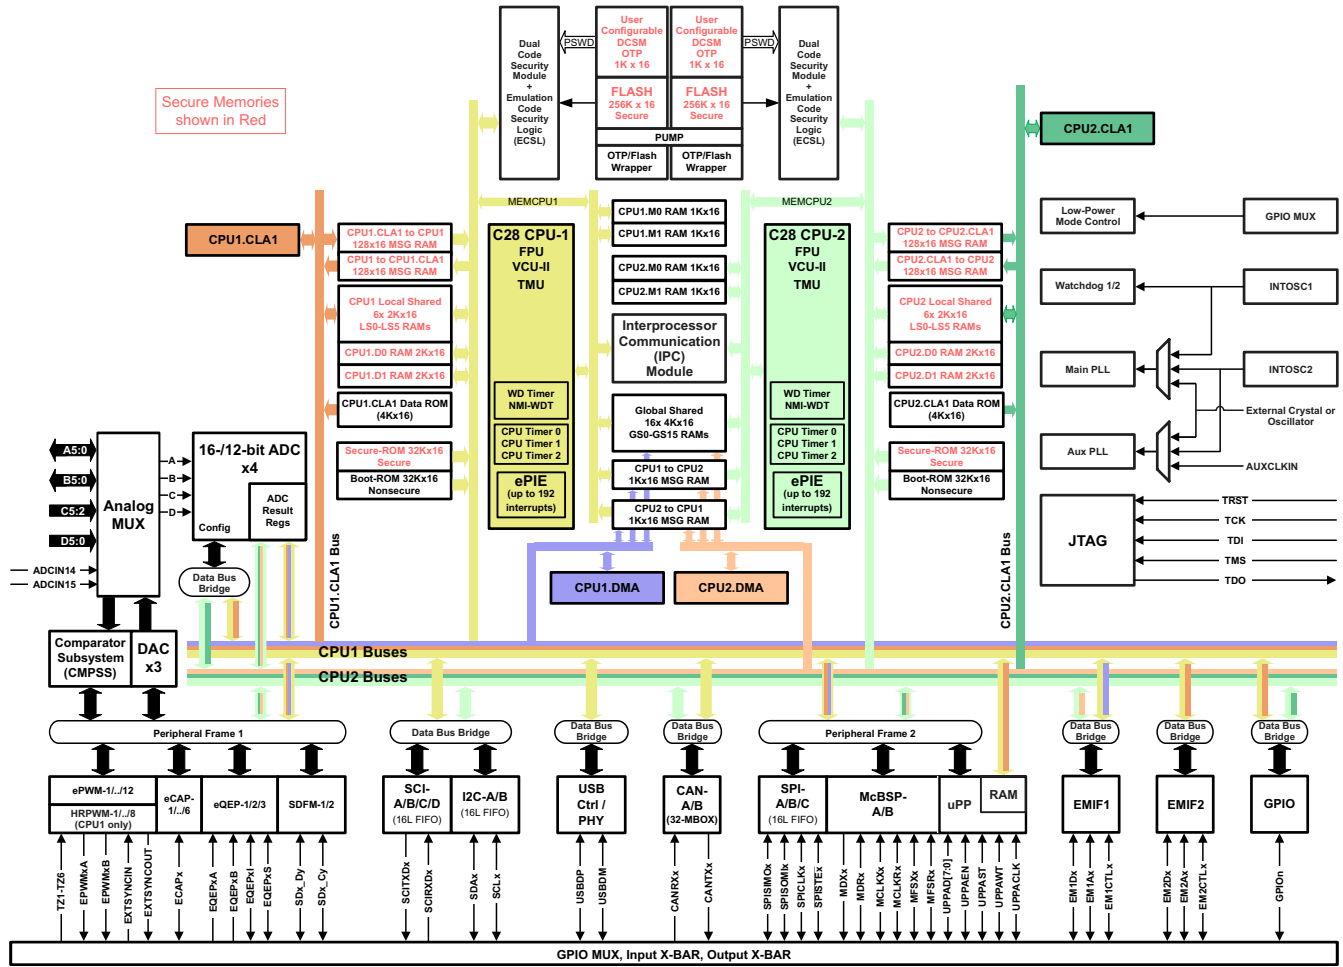 Secure Memories
shown in Red
Dual
Code
Security
Module
+
Emulation
Code
Security
Logic
(ECSL)
PSWD
User
Configurable
DCSM
OTP
1K x 16
User
Configurable
DCSM
OTP
1K x 16
PSWD
Dual
Code
Security
Module
+
Emulation
Code
Security
Logic
(ECSL)
FLASH
256K x 16
Secure
FLASH
256K x 16
Secure
PUMP
OTP/Flash
Wrapper
OTP/Flash
Wrapper
CPU2.CLA1
MEMCPU1
MEMCPU2
CPU1.CLA1
CPU1.CLA1 to CPU1
128x16 MSG RAM
CPU1 to CPU1.CLA1
128x16 MSG RAM
CPU1 Local Shared
6x 2Kx16
LS0-LS5 RAMs
CPU1.D0 RAM 2Kx16
CPU1.D1 RAM 2Kx16
CPU1.CLA1 Data ROM
(4Kx16)
Secure-ROM 32Kx16
Secure
Boot-ROM 32Kx16
Nonsecure
C28 CPU-1
FPU
VCU-II
TMU
WD Timer
NMI-WDT
CPU Timer 0
CPU Timer 1
CPU Timer 2
ePIE
(up to 192
interrupts)
CPU1.M0 RAM 1Kx16
CPU1.M1 RAM 1Kx16
CPU2.M0 RAM 1Kx16
CPU2.M1 RAM 1Kx16
Interprocessor
Communication
(IPC)
Module
Global Shared
16x 4Kx16
GS0-GS15 RAMs
CPU1 to CPU2
1Kx16 MSG RAM
CPU2 to CPU1
1Kx16 MSG RAM
C28 CPU-2
FPU
VCU-II
TMU
WD Timer
NMI-WDT
CPU Timer 0
CPU Timer 1
CPU Timer 2
ePIE
(up to 192
interrupts)
CPU2 to CPU2.CLA1
128x16 MSG RAM
CPU2.CLA1 to CPU2
128x16 MSG RAM
CPU2 Local Shared
6x 2Kx16
LS0-LS5 RAMs
CPU2.D0 RAM 2Kx16
CPU2.D1 RAM 2Kx16
CPU2.CLA1 Data ROM
(4Kx16)
Secure-ROM 32Kx16
Secure
Boot-ROM 32Kx16
Nonsecure
Low-Power
Mode Control
GPIO MUX
Watchdog 1/2
INTOSC1
Main PLL
INTOSC2
External Crystal or
Oscillator
Aux PLL
AUXCLKIN
JTAG
TRST
TCK
TDI
TMS
TDO
A5:0
B5:0
C5:2
D5:0
ADCIN14
ADCIN15
Analog
MUX
A
B
C
D
16-/12-bit ADC
x4
ADC
Result
Regs
Config
Data Bus
Bridge
CPU1.CLA1 Bus
CPU2.CLA1 Bus
CPU1.DMA
CPU2.DMA
Comparator
Subsystem
(CMPSS)
DAC
x3
CPU1 Buses
CPU2 Buses
Peripheral Frame 1
Data Bus Bridge
Data Bus
Bridge
Data Bus
Bridge
Peripheral Frame 2
Data Bus
Bridge
Data Bus
Bridge
Data Bus
Bridge
ePWM-1/../12
HRPWM-1/../8
(CPU1 only)
eCAP-
1/../6
eQEP-1/2/3
SDFM-1/2
SCI-
A/B/C/D
(16L FIFO)
I2C-A/B
(16L FIFO)
USB
Ctrl /
PHY
CAN-
A/B
(32-MBOX)
SPI-
A/B/C
(16L FIFO)
McBSP-
A/B
uPP
RAM
EMIF1
EMIF2
GPIO
TZ1-TZ6
EPWMxA
EPWMxB
EXTSYNCIN
EXTSYNCOUT
ECAPx
EQEPxA
EQEPxB
EQEPxI
EQEPxS
SDx_Dy
SDx_Cy
SCITXDx
SCIRXDx
SDAx
SCLx
USBDP
USBDM
CANRXx
CANTXx
SPISIMOx
SPISOMIx
SPICLKx
SPISTEx
MDXx
MDRx
MCLKXx
MCLKRx
MFSXx
MFSRx
UPPAD[7:0]
UPPAEN
UPPAST
UPPAWT
UPPACLK
EM1Dx
EM1Ax
EM1CTLx
EM2Dx
EM2Ax
EM2CTLx
GPIOn
GPIO MUX, Input X-BAR, Output X-BAR